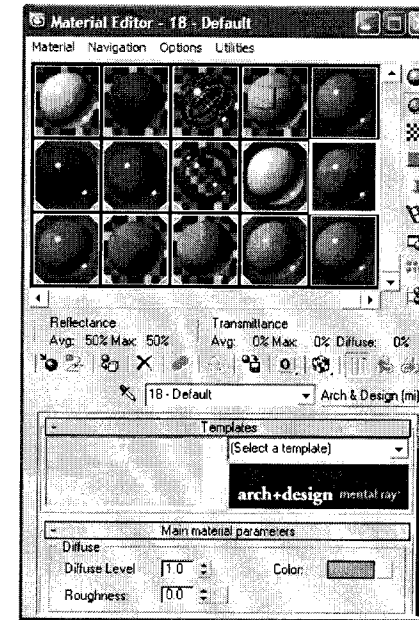 Material Editor - 18 - Default
Material Navigation Options Utilities
Reflectance Transmittance
Avg: 50% Max: 50% Avg: 0% Max: 0% Diffuse: 0%
18 - Default Arch & Design (mi)
Templates
(Select a template)
arch+design mental ray
Main material parameters
Diffuse
Diffuse Level 1.0 Color:
Roughness: 0.0